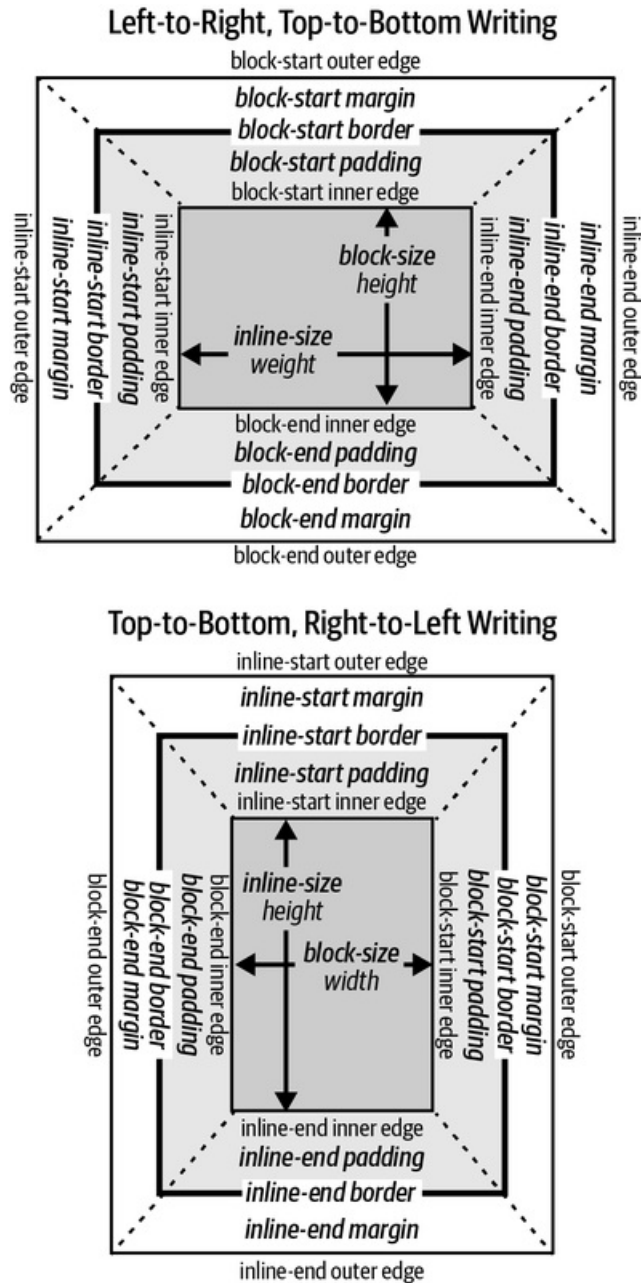 Left-to-Right, Top-to-Bottom Writing
block-start outer edge
block-start margin
block-start border
block-start padding
block-start inner edge
inline-start outer edge
inline-start margin
inline-start border
inline-start padding
inline-start inner edge
block-size
height
inline-size
weight
inline-end inner edge
inline-end padding
inline-end border
inline-end margin
inline-end outer edge
block-end inner edge
block-end padding
block-end border
block-end margin
block-end outer edge
Top-to-Bottom, Right-to-Left Writing
inline-start outer edge
inline-start margin
inline-start border
inline-start padding
inline-start inner edge
block-end outer edge
block-end margin
block-end border
block-end padding
block-end inner edge
inline-size
height
block-size
width
block-start inner edge
block-start padding
block-start border
block-start margin
block-start outer edge
inline-end inner edge
inline-end padding
inline-end border
inline-end margin
inline-end outer edge